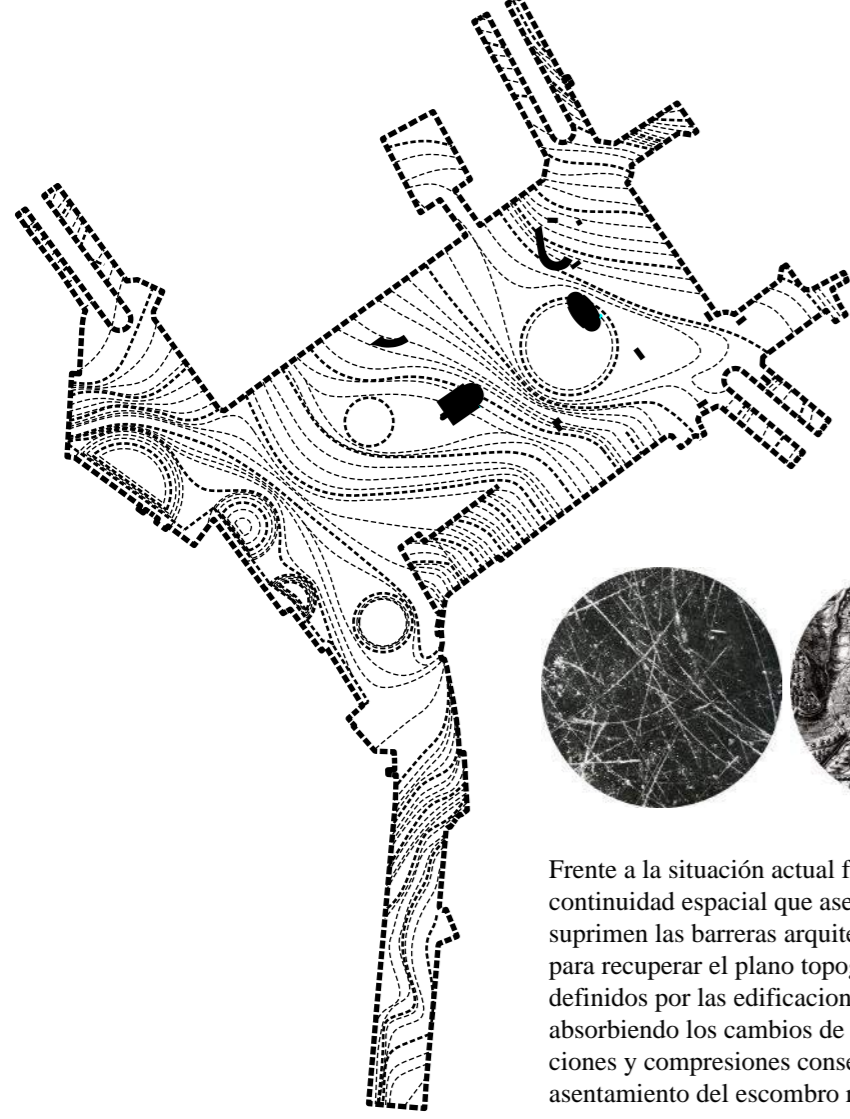 Frente a la situación actual f
continuidad espacial que ase
suprimen las barreras arquite
para recuperar el plano topog
definidos por las edificacion
absorbiendo los cambios de
ciones y compresiones conse
asentamiento del escombro r